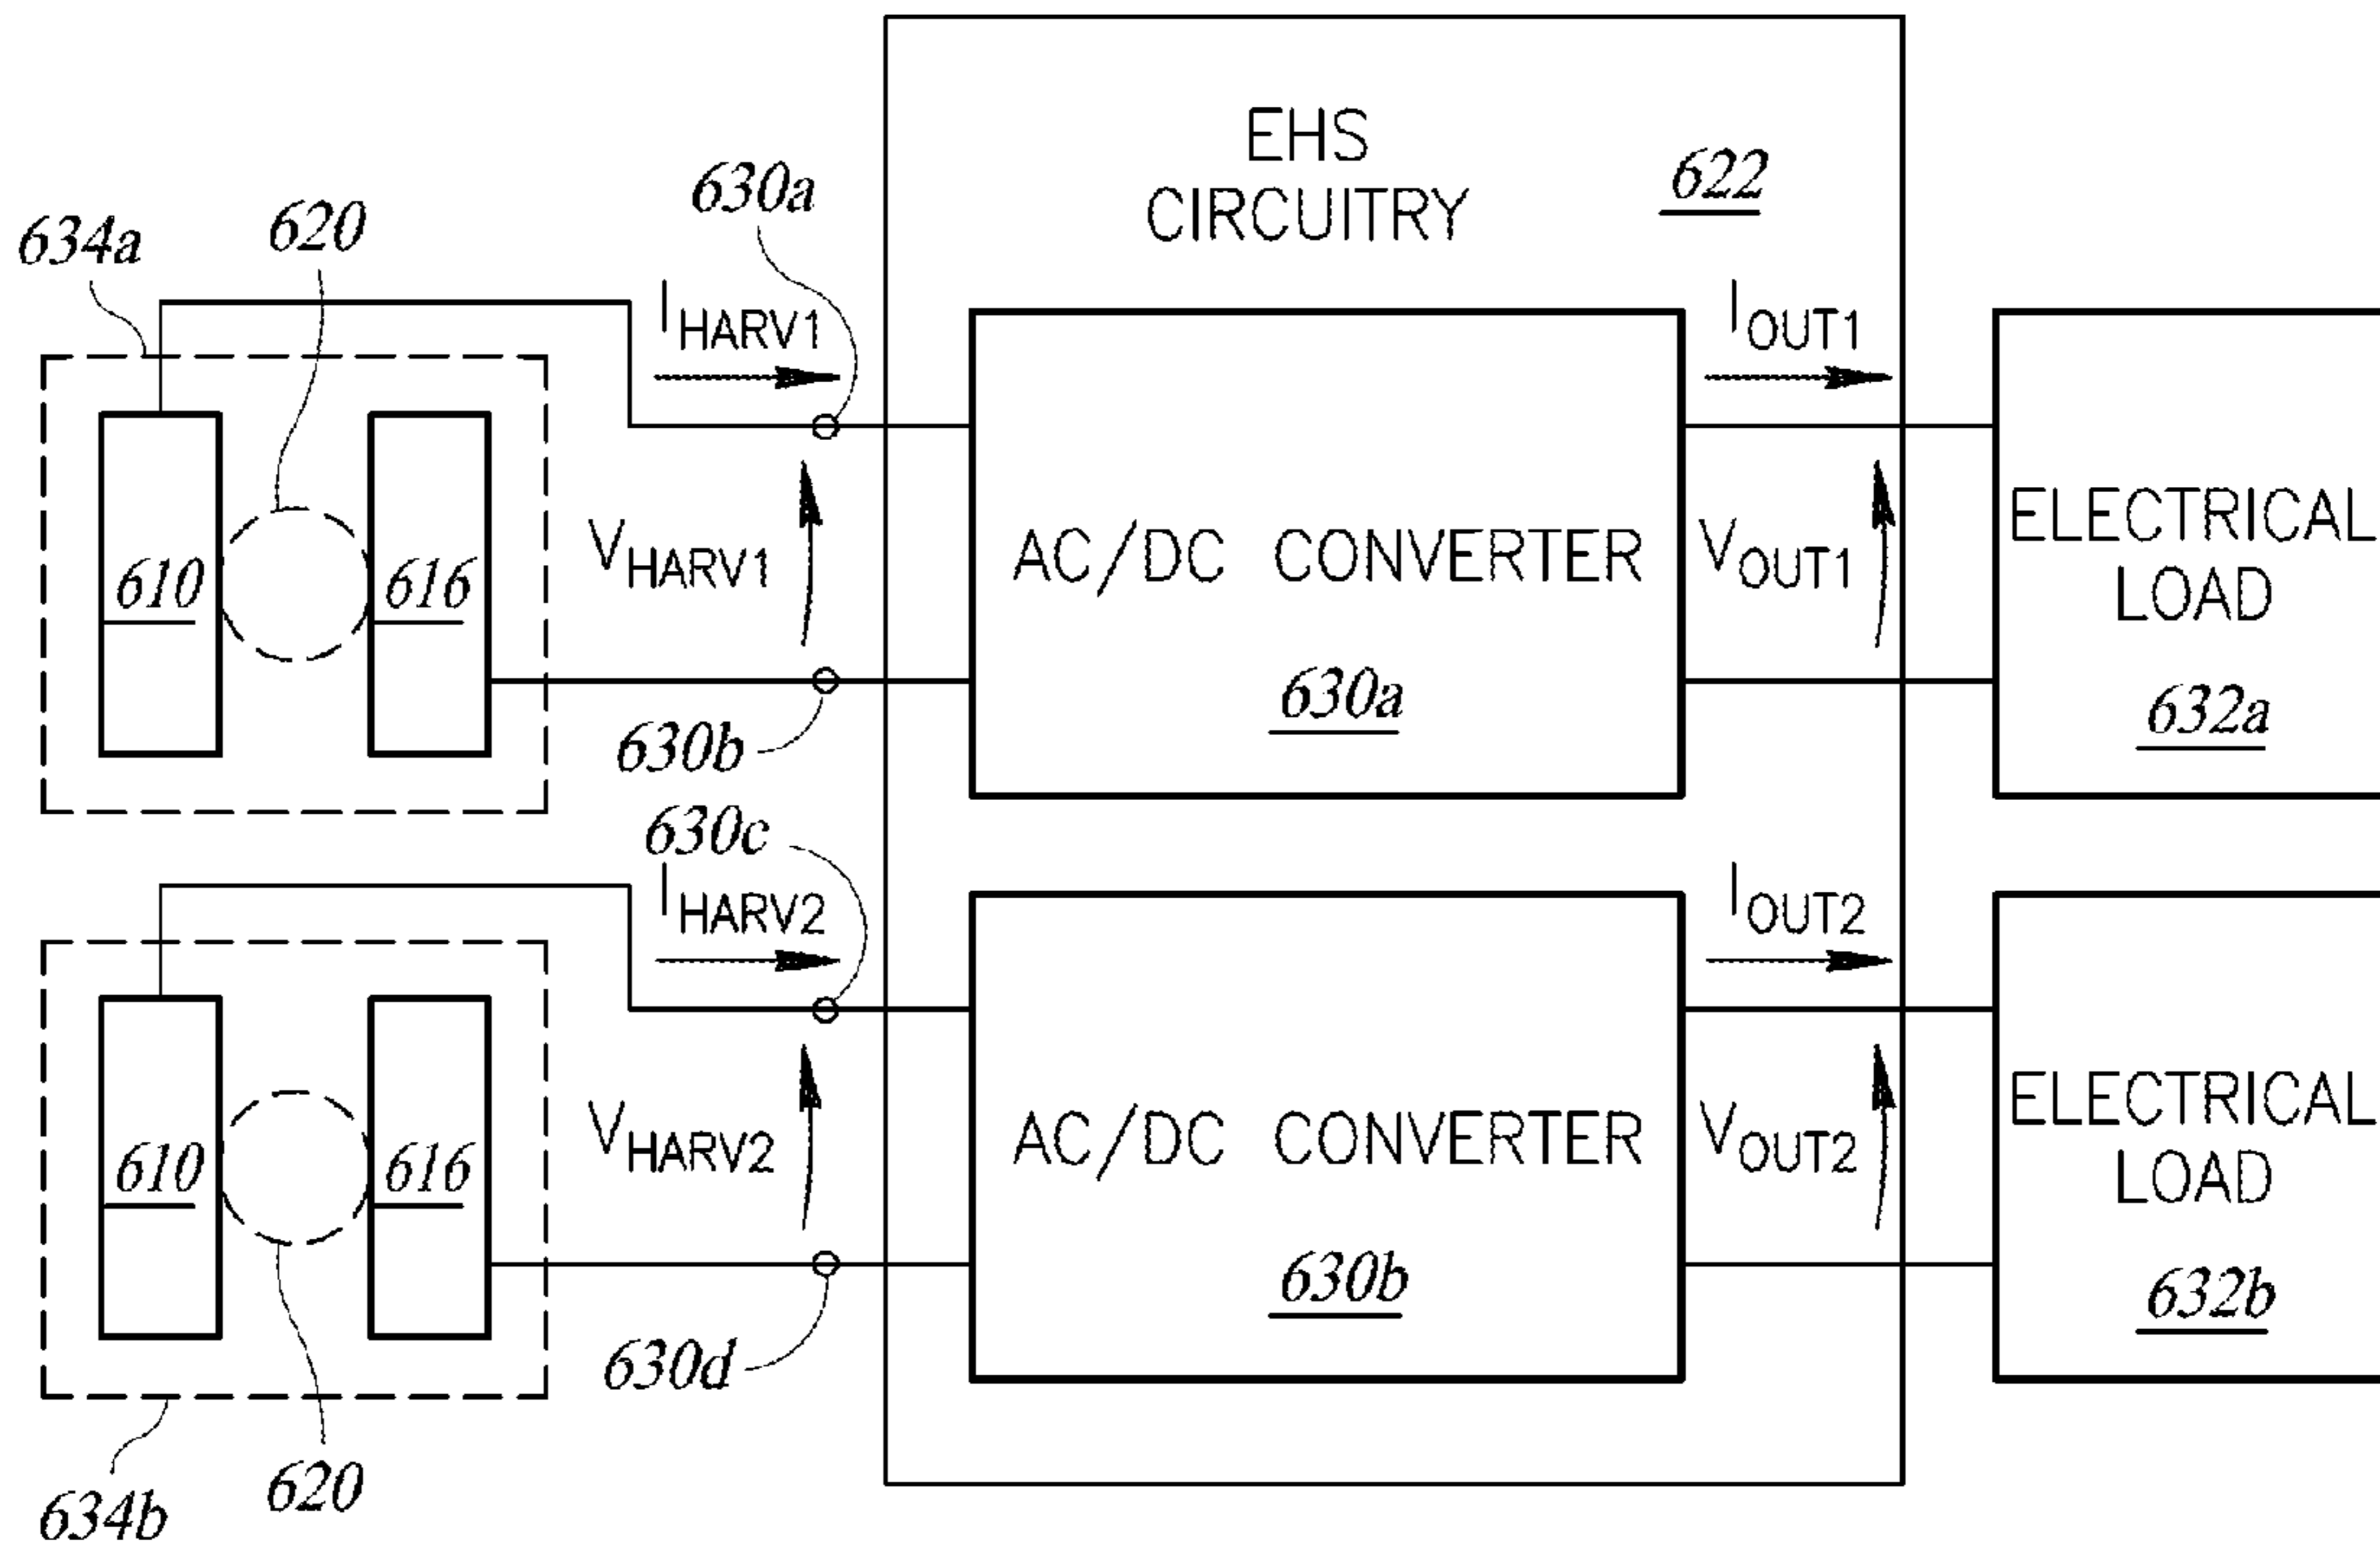 EHS
CIRCUITRY
622
630a
634a
620
IHARV1
IOUT1
610
616
VHARV1
AC/DC CONVERTER
630a
VOUT1
ELECTRICAL
LOAD
632a
630b
630c
IHARV2
IOUT2
610
616
VHARV2
AC/DC CONVERTER
630b
VOUT2
ELECTRICAL
LOAD
632b
630d
620
634b